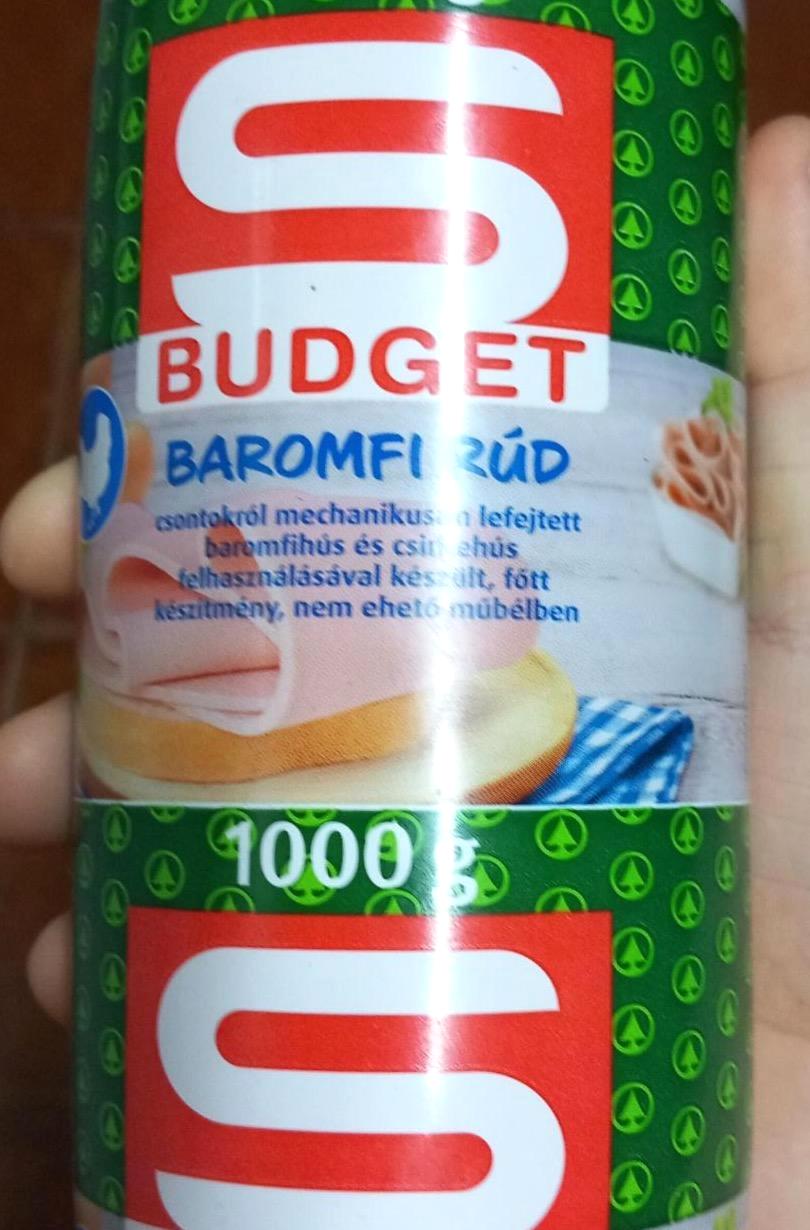 S
BUDGET
BAROMFI RÚD
csontokról mechanikusan lefejtett
baromfihús és csirkehús
felhasználásával készült, főtt
készítmény, nem ehető műbélben
1000 g
S